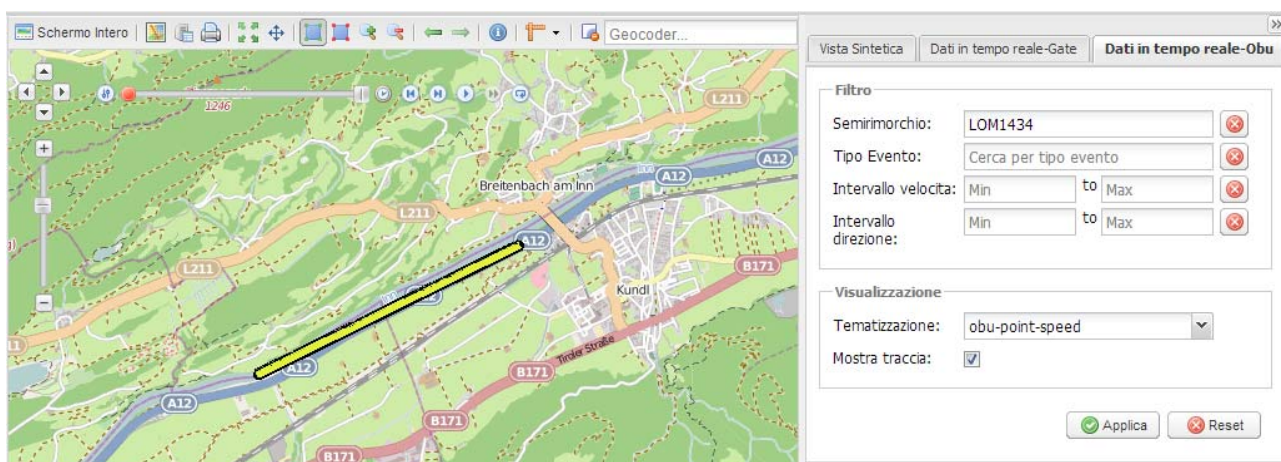 Schermo Intero
Geocoder...
Vista Sintetica
Dati in tempo reale-Gate
Dati in tempo reale-Obu
Filtro
Semirimorchio: LOM1434
Tipo Evento: Cerca per tipo evento
Intervallo velocita: Min to Max
Intervallo direzione: Min to Max
Visualizzazione
Tematizzazione: obu-point-speed
Mostra traccia:
Applica
Reset
1246
L211
A12
A12
Breitenbach am Inn
L211
A12
L211
B171
A12
Kundl
Tiroler Straße
A12
B171
A12
B171
B171